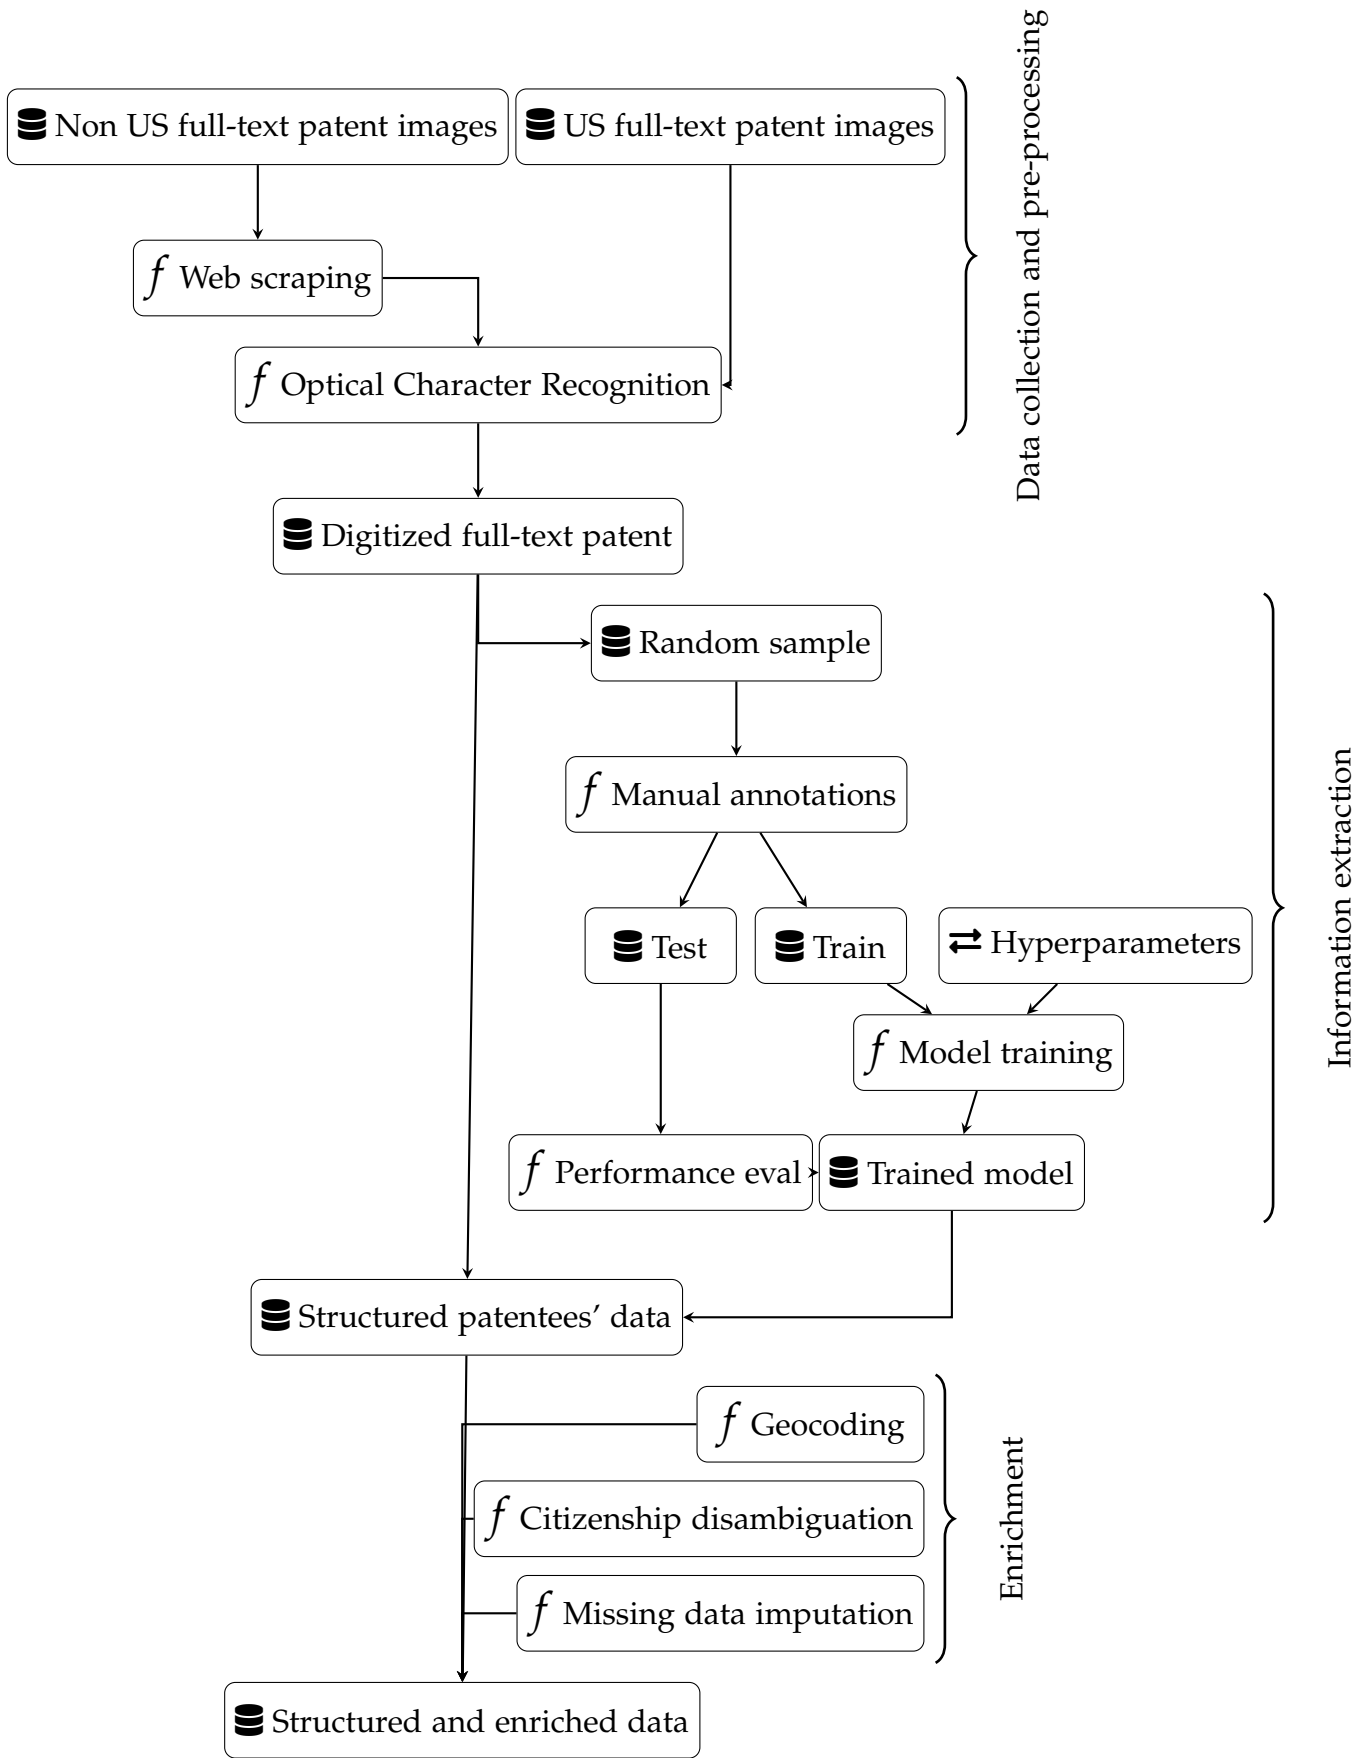 Non US full-text patent images
US full-text patent images
Data collection and pre-processing
f Web scraping
f Optical Character Recognition
Digitized full-text patent
Random sample
f Manual annotations
Information extraction
Test
Train
Hyperparameters
f Model training
f Performance eval
Trained model
Structured patentees’ data
f Geocoding
Enrichment
f Citizenship disambiguation
f Missing data imputation
Structured and enriched data